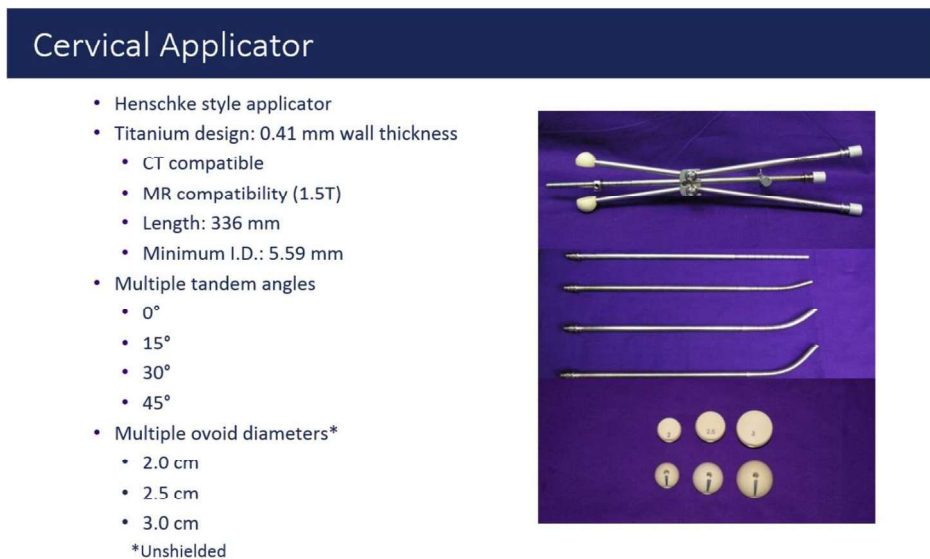 Cervical Applicator
• Henschke style applicator
• Titanium design: 0.41 mm wall thickness
• CT compatible
• MR compatibility (1.5T)
• Length: 336 mm
• Minimum I.D.: 5.59 mm
• Multiple tandem angles
• 0°
• 15°
• 30°
• 45°
• Multiple ovoid diameters*
• 2.0 cm
• 2.5 cm
• 3.0 cm
*Unshielded
2 2.5 3